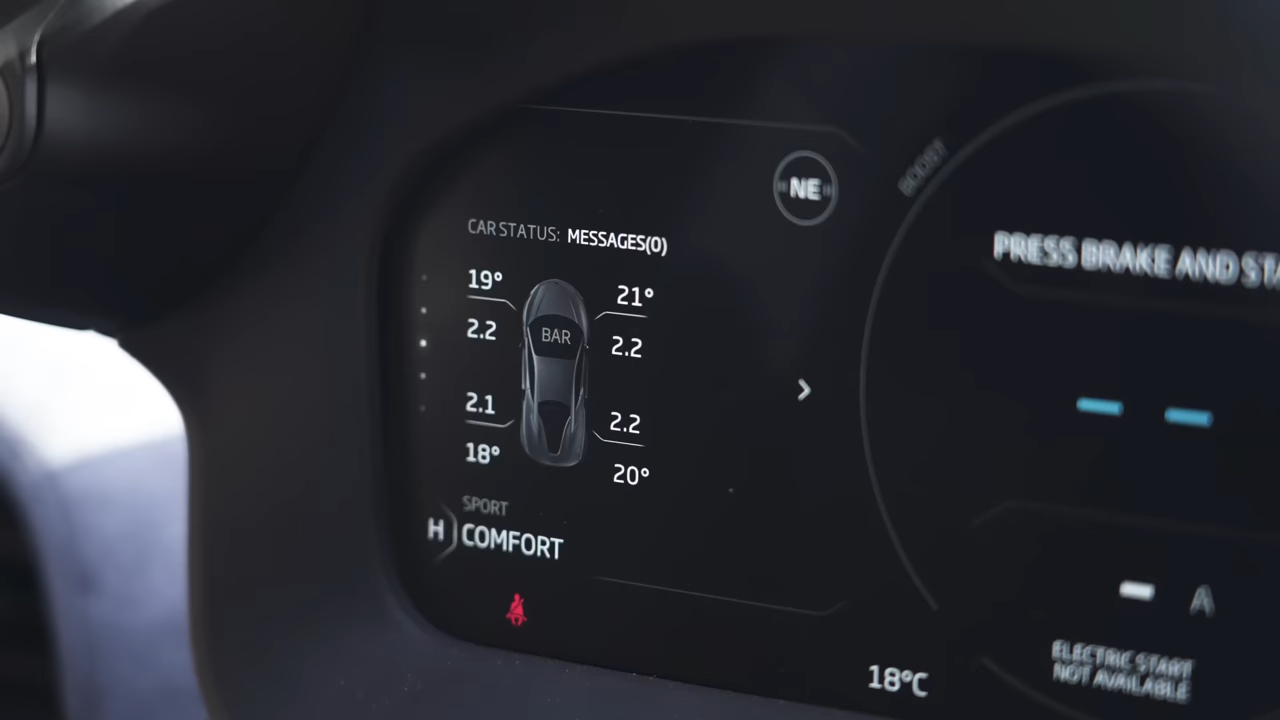 NE
BOOST
CAR STATUS: MESSAGES(0)
PRESS BRAKE AND
19° 21°
BAR
2.2 2.2
2.1 2.2
18° 20°
SPORT
H COMFORT
A
ELECTRIC START
NOT AVAILABLE
18°C